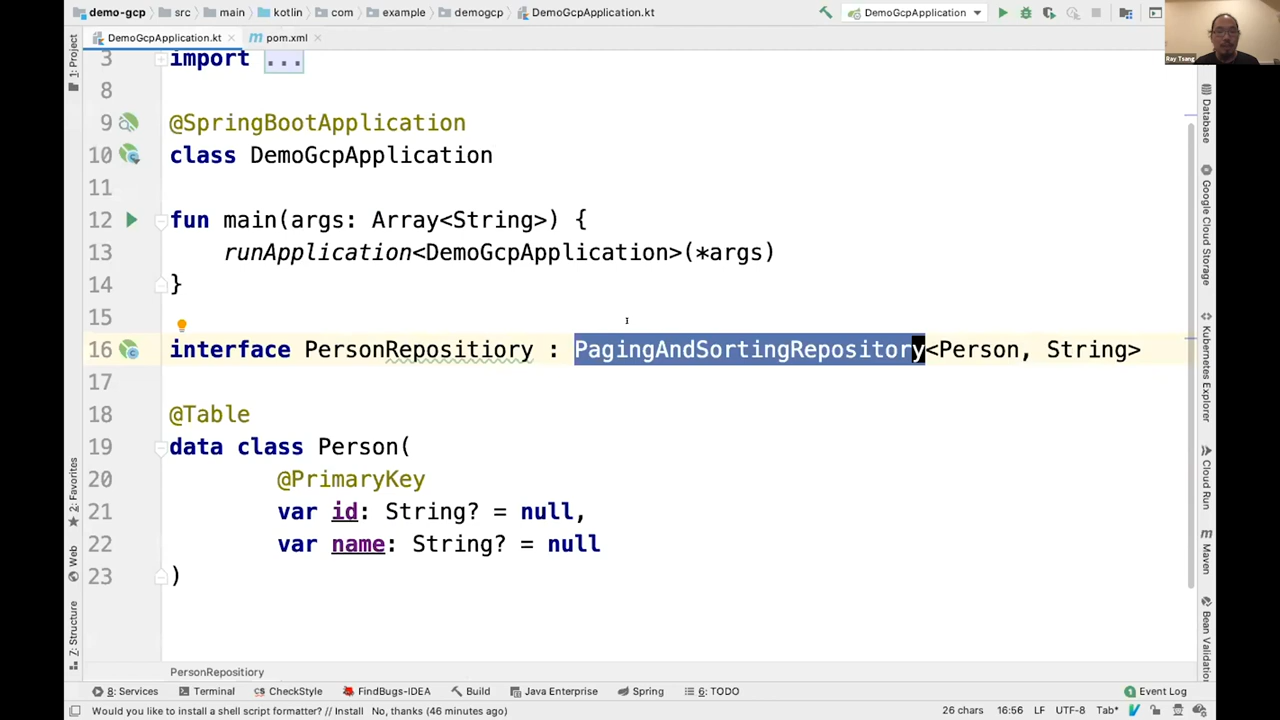 demo-gcp src main kotlin com example demogcp DemoGcpApplication.kt DemoGcpApplication
DemoGcpApplication.kt pom.xml
Ray Tsang
3 import ...
8
9 @SpringBootApplication
10 class DemoGcpApplication
11
12 fun main(args: Array<String>) {
13 runApplication<DemoGcpApplication>(*args)
14 }
15
16 interface PersonRepositiory : PagingAndSortingRepository<Person, String>
17
18 @Table
19 data class Person(
20 @PrimaryKey
21 var id: String? = null,
22 var name: String? = null
23 )
PersonRepositiory
1: Project
2: Favorites
Web
Z: Structure
Database
Google Cloud Storage
Kubernetes Explorer
Cloud Run
Maven
Bean Validation
8: Services Terminal CheckStyle FindBugs-IDEA Build Java Enterprise Spring 6: TODO 1 Event Log
Would you like to install a shell script formatter? // Install No, thanks (46 minutes ago) 26 chars 16:56 LF UTF-8 Tab*